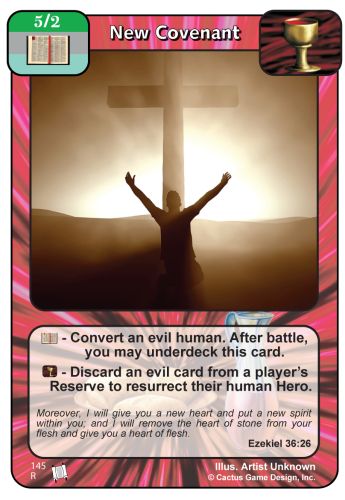 5/2
New Covenant
- Convert an evil human. After battle,
you may underdeck this card.
- Discard an evil card from a player's
Reserve to resurrect their human Hero.
Moreover, I will give you a new heart and put a new spirit
within you; and I will remove the heart of stone from your
flesh and give you a heart of flesh.
Ezekiel 36:26
145
R
Illus. Artist Unknown
© Cactus Game Design, Inc.